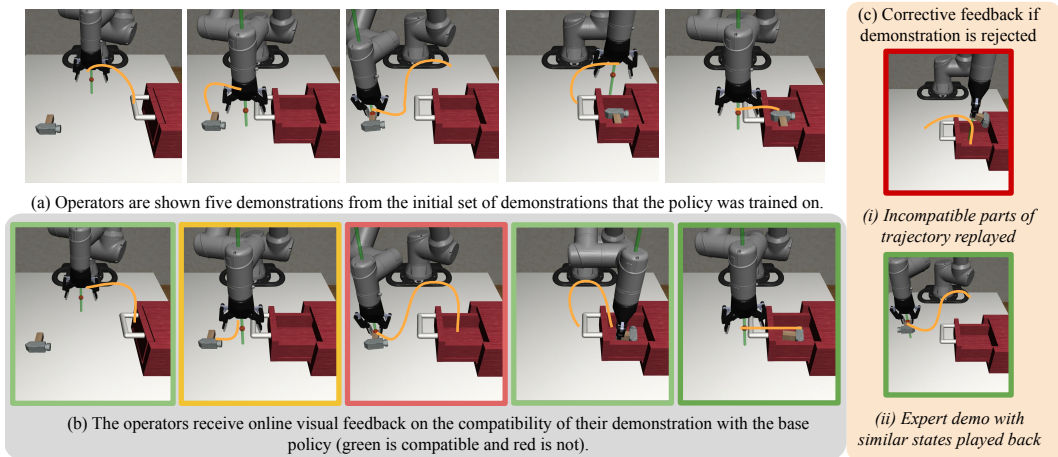 (a) Operators are shown five demonstrations from the initial set of demonstrations that the policy was trained on.
(b) The operators receive online visual feedback on the compatibility of their demonstration with the base
policy (green is compatible and red is not).
(c) Corrective feedback if
demonstration is rejected
(i) Incompatible parts of
trajectory replayed
(ii) Expert demo with
similar states played back